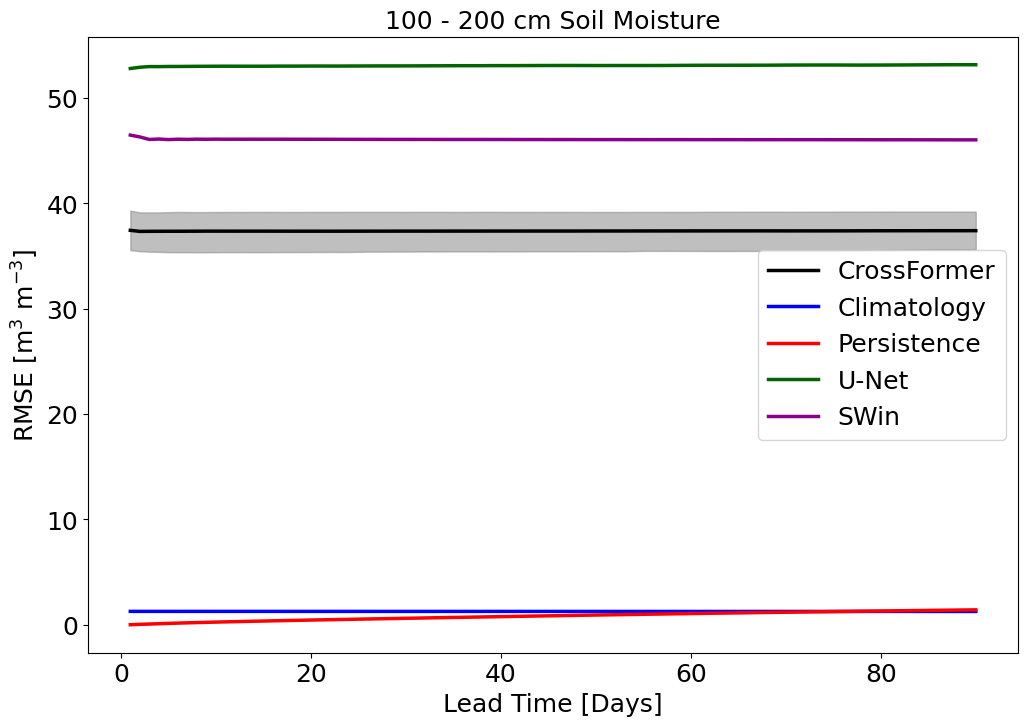 100 - 200 cm Soil Moisture
RMSE [m³ m⁻³]
50
40
30
20
10
0
CrossFormer
Climatology
Persistence
U-Net
SWin
0 20 40 60 80
Lead Time [Days]